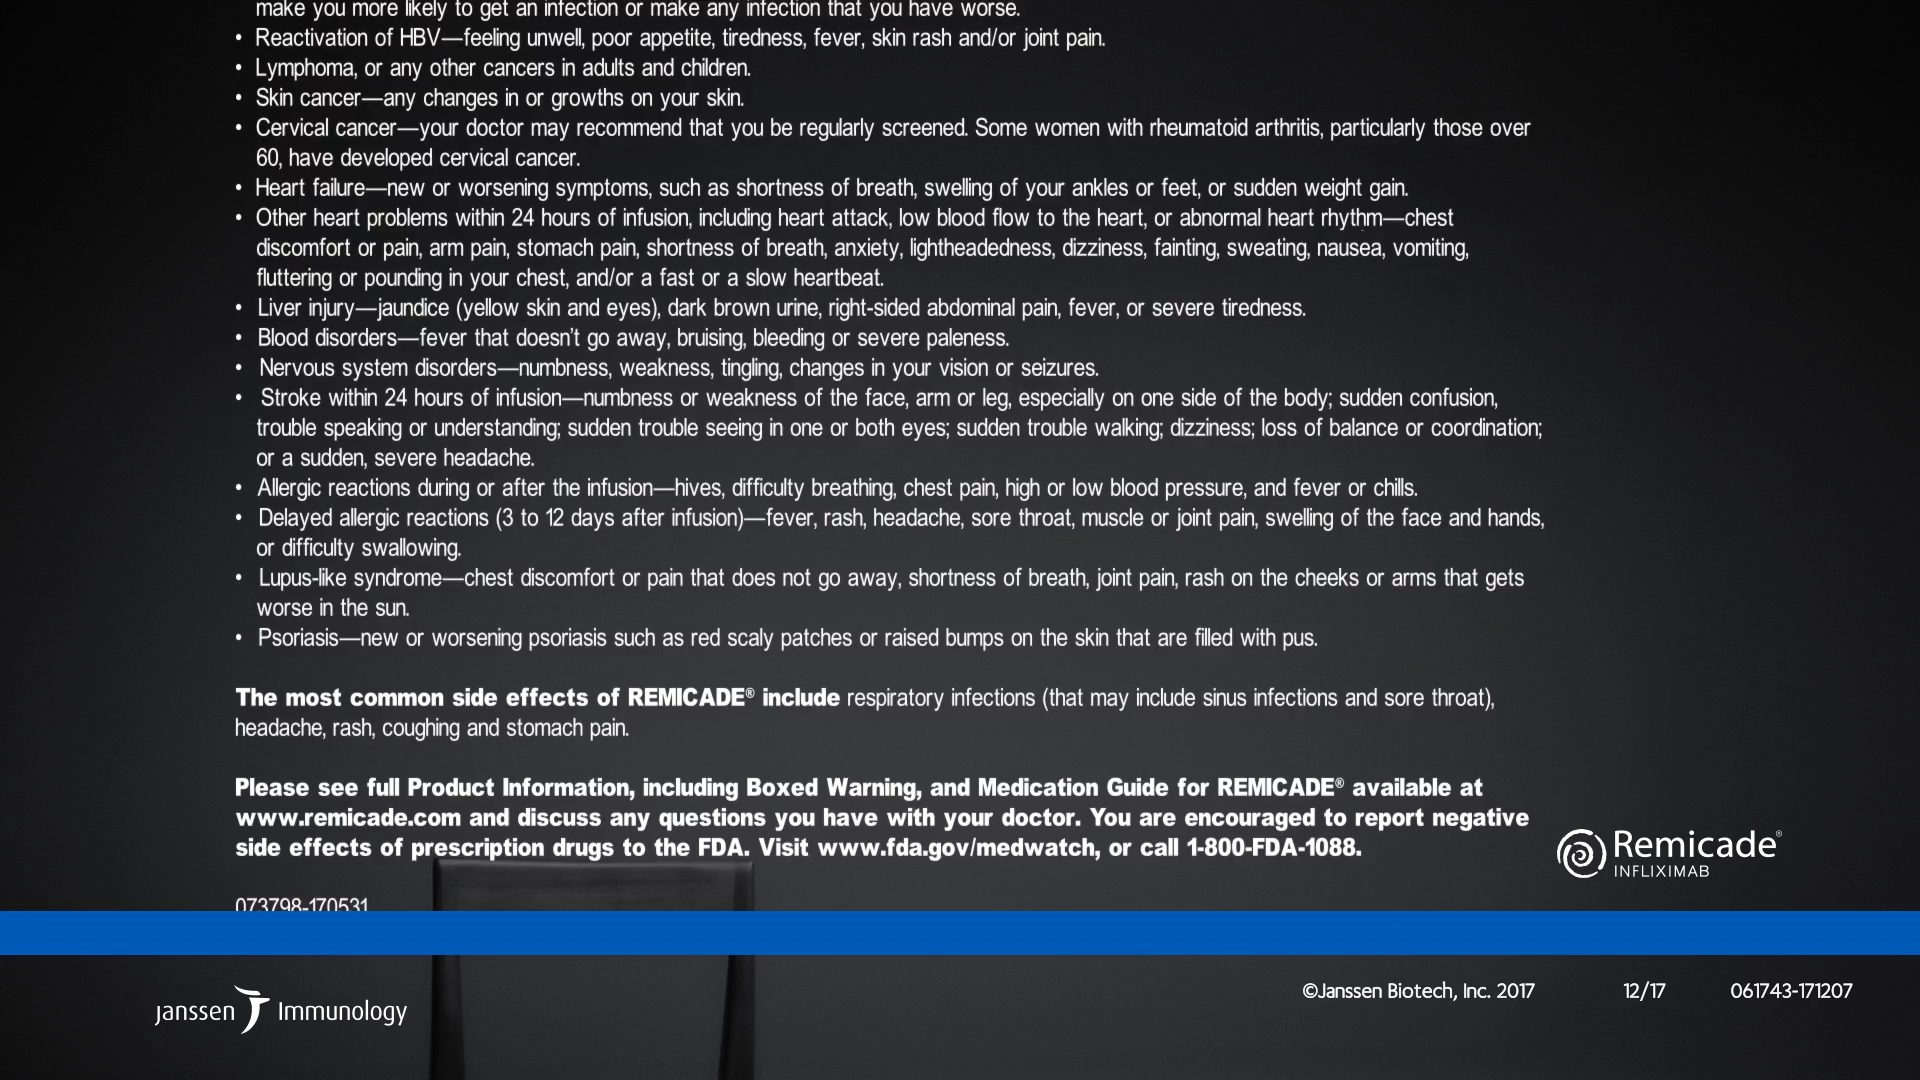 make you more likely to get an infection or make any infection that you have worse.
• Reactivation of HBV—feeling unwell, poor appetite, tiredness, fever, skin rash and/or joint pain.
• Lymphoma, or any other cancers in adults and children.
• Skin cancer—any changes in or growths on your skin.
• Cervical cancer—your doctor may recommend that you be regularly screened. Some women with rheumatoid arthritis, particularly those over
60, have developed cervical cancer.
• Heart failure—new or worsening symptoms, such as shortness of breath, swelling of your ankles or feet, or sudden weight gain.
• Other heart problems within 24 hours of infusion, including heart attack, low blood flow to the heart, or abnormal heart rhythm—chest
discomfort or pain, arm pain, stomach pain, shortness of breath, anxiety, lightheadedness, dizziness, fainting, sweating, nausea, vomiting,
fluttering or pounding in your chest, and/or a fast or a slow heartbeat.
• Liver injury—jaundice (yellow skin and eyes), dark brown urine, right-sided abdominal pain, fever, or severe tiredness.
• Blood disorders—fever that doesn’t go away, bruising, bleeding or severe paleness.
• Nervous system disorders—numbness, weakness, tingling, changes in your vision or seizures.
• Stroke within 24 hours of infusion—numbness or weakness of the face, arm or leg, especially on one side of the body; sudden confusion,
trouble speaking or understanding; sudden trouble seeing in one or both eyes; sudden trouble walking; dizziness; loss of balance or coordination;
or a sudden, severe headache.
• Allergic reactions during or after the infusion—hives, difficulty breathing, chest pain, high or low blood pressure, and fever or chills.
• Delayed allergic reactions (3 to 12 days after infusion)—fever, rash, headache, sore throat, muscle or joint pain, swelling of the face and hands,
or difficulty swallowing.
• Lupus-like syndrome—chest discomfort or pain that does not go away, shortness of breath, joint pain, rash on the cheeks or arms that gets
worse in the sun.
• Psoriasis—new or worsening psoriasis such as red scaly patches or raised bumps on the skin that are filled with pus.
The most common side effects of REMICADE® include respiratory infections (that may include sinus infections and sore throat),
headache, rash, coughing and stomach pain.
Please see full Product Information, including Boxed Warning, and Medication Guide for REMICADE® available at
www.remicade.com and discuss any questions you have with your doctor. You are encouraged to report negative
side effects of prescription drugs to the FDA. Visit www.fda.gov/medwatch, or call 1-800-FDA-1088.
Remicade®
INFLIXIMAB
073798-170531
janssen Immunology
©Janssen Biotech, Inc. 2017 12/17 061743-171207